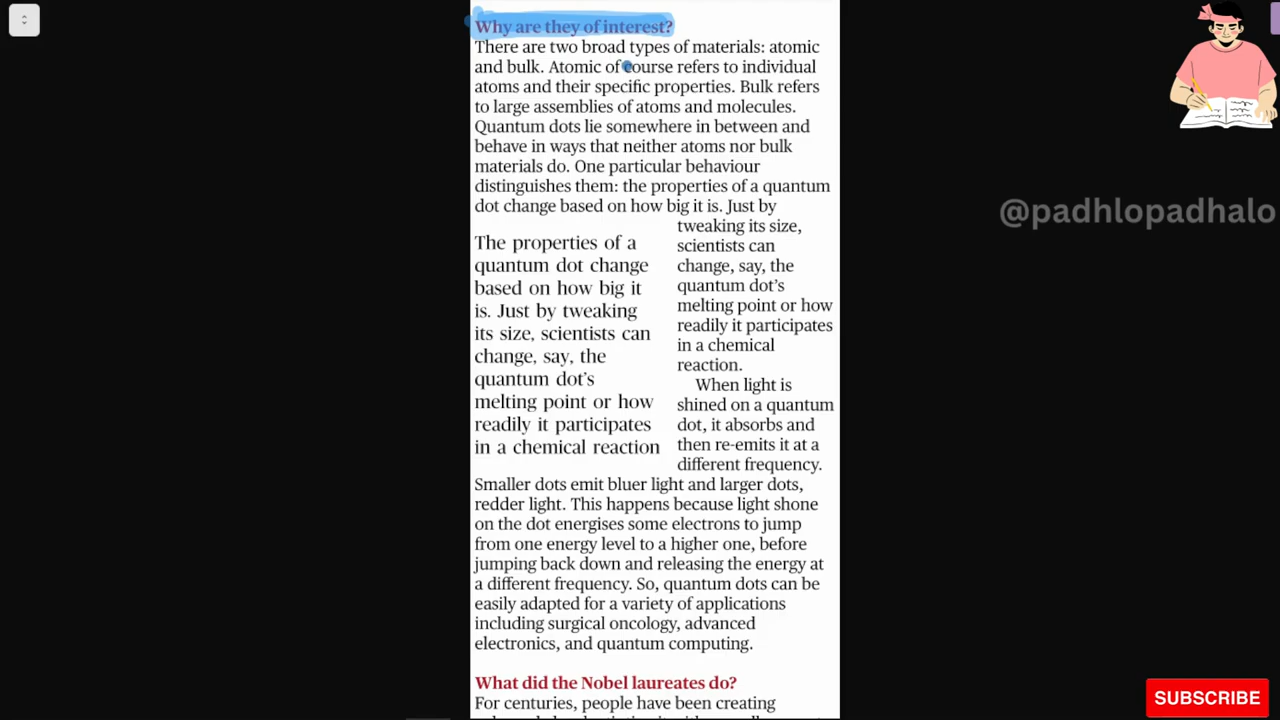 Why are they of interest?
There are two broad types of materials: atomic
and bulk. Atomic of course refers to individual
atoms and their specific properties. Bulk refers
to large assemblies of atoms and molecules.
Quantum dots lie somewhere in between and
behave in ways that neither atoms nor bulk
materials do. One particular behaviour
distinguishes them: the properties of a quantum
dot change based on how big it is. Just by
tweaking its size,
scientists can
change, say, the
quantum dot’s
melting point or how
readily it participates
in a chemical
reaction.
When light is
shined on a quantum
dot, it absorbs and
then re-emits it at a
different frequency.
The properties of a
quantum dot change
based on how big it
is. Just by tweaking
its size, scientists can
change, say, the
quantum dot’s
melting point or how
readily it participates
in a chemical reaction
Smaller dots emit bluer light and larger dots,
redder light. This happens because light shone
on the dot energises some electrons to jump
from one energy level to a higher one, before
jumping back down and releasing the energy at
a different frequency. So, quantum dots can be
easily adapted for a variety of applications
including surgical oncology, advanced
electronics, and quantum computing.
What did the Nobel laureates do?
For centuries, people have been creating
@padhlopadhalo
SUBSCRIBE